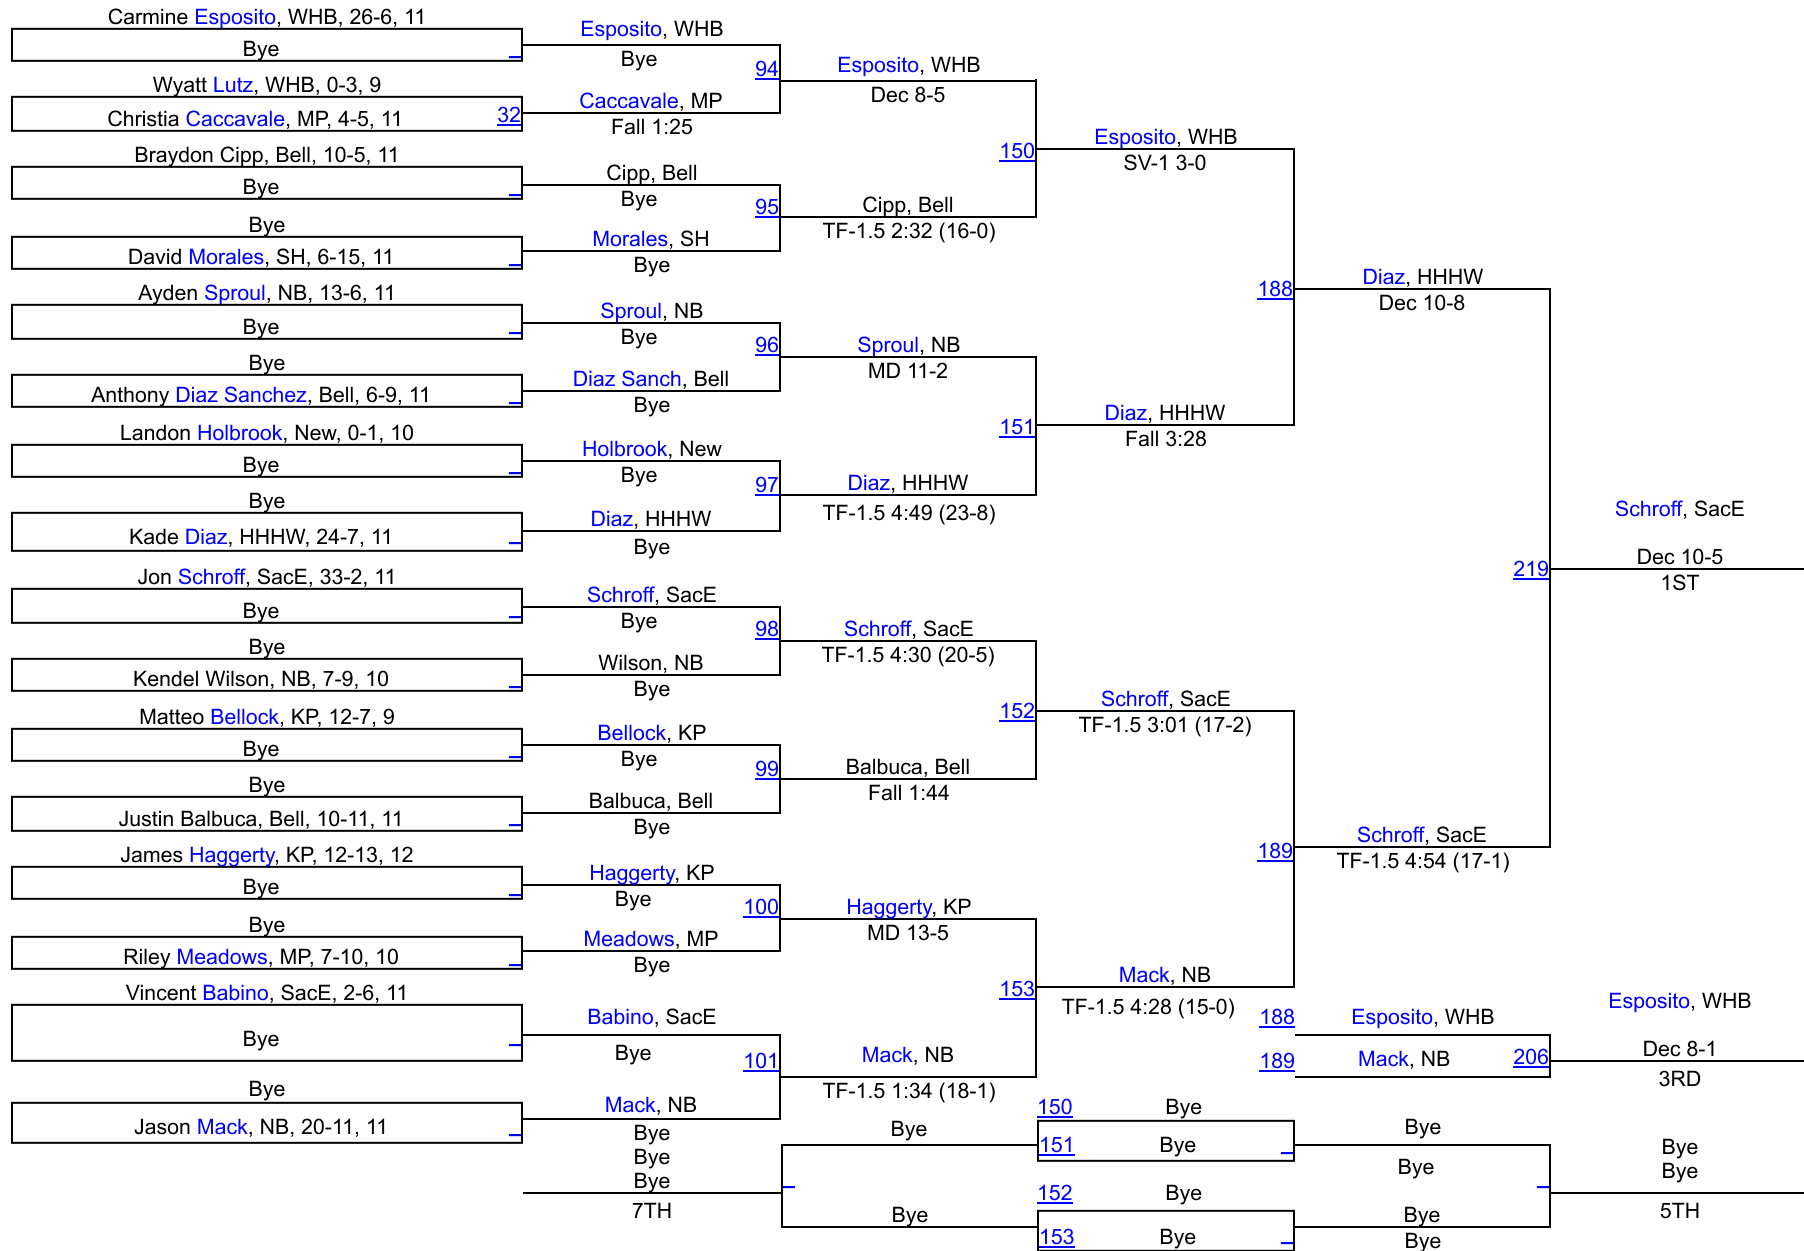 Carmine Esposito, WHB, 26-6, 11
Bye
Wyatt Lutz, WHB, 0-3, 9
Christia Caccavale, MP, 4-5, 11
32
Braydon Cipp, Bell, 10-5, 11
Bye
Bye
David Morales, SH, 6-15, 11
Ayden Sproul, NB, 13-6, 11
Bye
Bye
Anthony Diaz Sanchez, Bell, 6-9, 11
Landon Holbrook, New, 0-1, 10
Bye
Bye
Kade Diaz, HHHW, 24-7, 11
Jon Schroff, SacE, 33-2, 11
Bye
Bye
Kendel Wilson, NB, 7-9, 10
Matteo Bellock, KP, 12-7, 9
Bye
Bye
Justin Balbuca, Bell, 10-11, 11
James Haggerty, KP, 12-13, 12
Bye
Bye
Riley Meadows, MP, 7-10, 10
Vincent Babino, SacE, 2-6, 11
Bye
Bye
Jason Mack, NB, 20-11, 11
Esposito, WHB
Bye
94
Caccavale, MP
Fall 1:25
Cipp, Bell
Bye
95
Morales, SH
Bye
Sproul, NB
Bye
96
Diaz Sanch, Bell
Bye
Holbrook, New
Bye
97
Diaz, HHHW
Bye
Schroff, SacE
Bye
98
Wilson, NB
Bye
Bellock, KP
Bye
99
Balbuca, Bell
Bye
Haggerty, KP
Bye
100
Meadows, MP
Bye
Babino, SacE
Bye
101
Mack, NB
Bye
Bye
Bye
7TH
Esposito, WHB
Dec 8-5
150
Cipp, Bell
TF-1.5 2:32 (16-0)
Sproul, NB
MD 11-2
151
Diaz, HHHW
TF-1.5 4:49 (23-8)
Schroff, SacE
TF-1.5 4:30 (20-5)
152
Balbuca, Bell
Fall 1:44
Haggerty, KP
MD 13-5
153
Mack, NB
TF-1.5 1:34 (18-1)
Bye
Bye
Esposito, WHB
SV-1 3-0
188
Diaz, HHHW
Fall 3:28
Schroff, SacE
TF-1.5 3:01 (17-2)
189
Mack, NB
TF-1.5 4:28 (15-0)
150
Bye
151
Bye
152
Bye
153
Bye
Diaz, HHHW
Dec 10-8
219
Schroff, SacE
TF-1.5 4:54 (17-1)
188
Esposito, WHB
189
Mack, NB
206
Bye
Bye
Bye
Bye
Schroff, SacE
Dec 10-5
1ST
Esposito, WHB
Dec 8-1
3RD
Bye
Bye
5TH